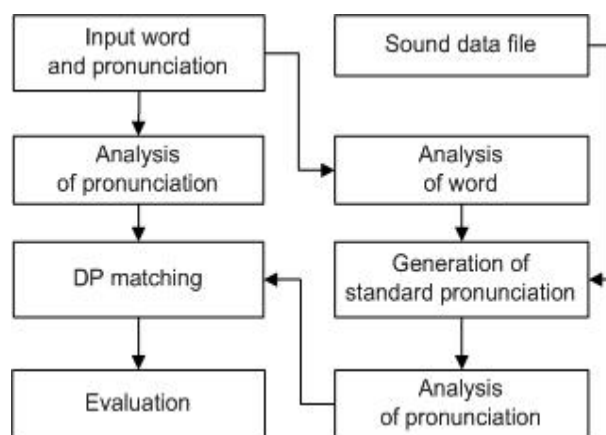 Input word
and pronunciation
Sound data file
Analysis
of pronunciation
Analysis
of word
DP matching
Generation of
standard pronunciation
Evaluation
Analysis
of pronunciation